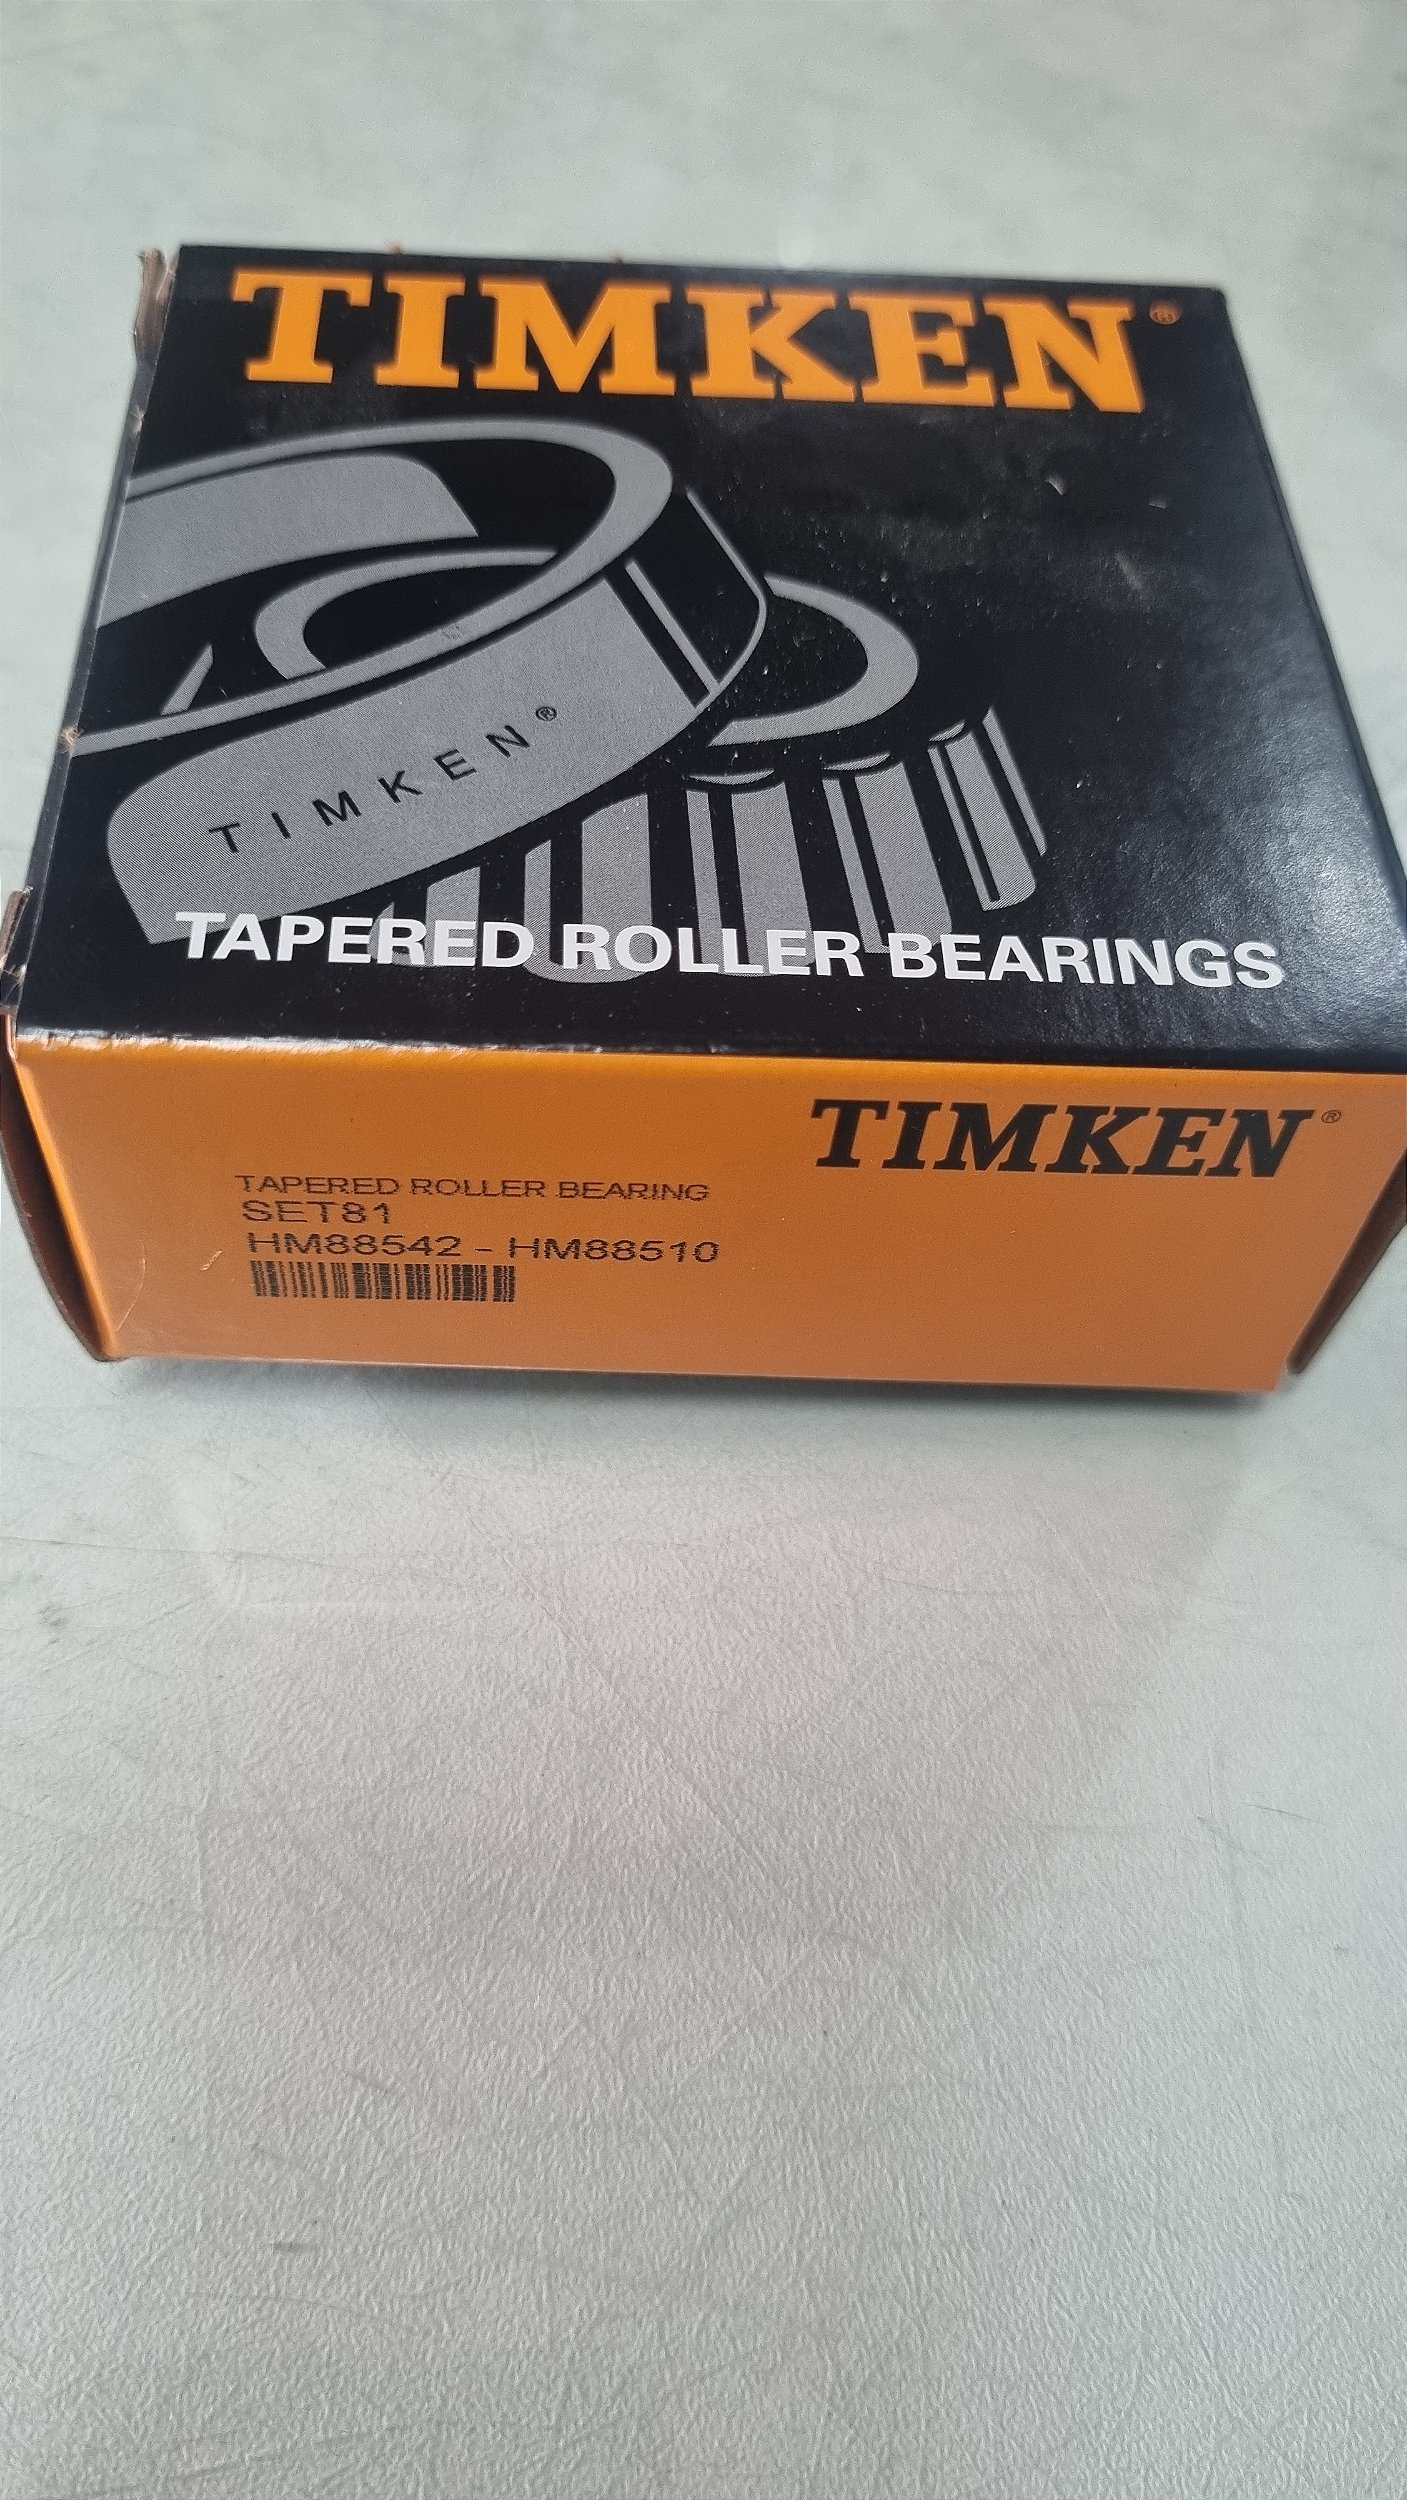 TIMKEN®
TIMKEN®
TAPERED ROLLER BEARINGS
TIMKEN®
TAPERED ROLLER BEARING
SET81
HM88542 - HM88510